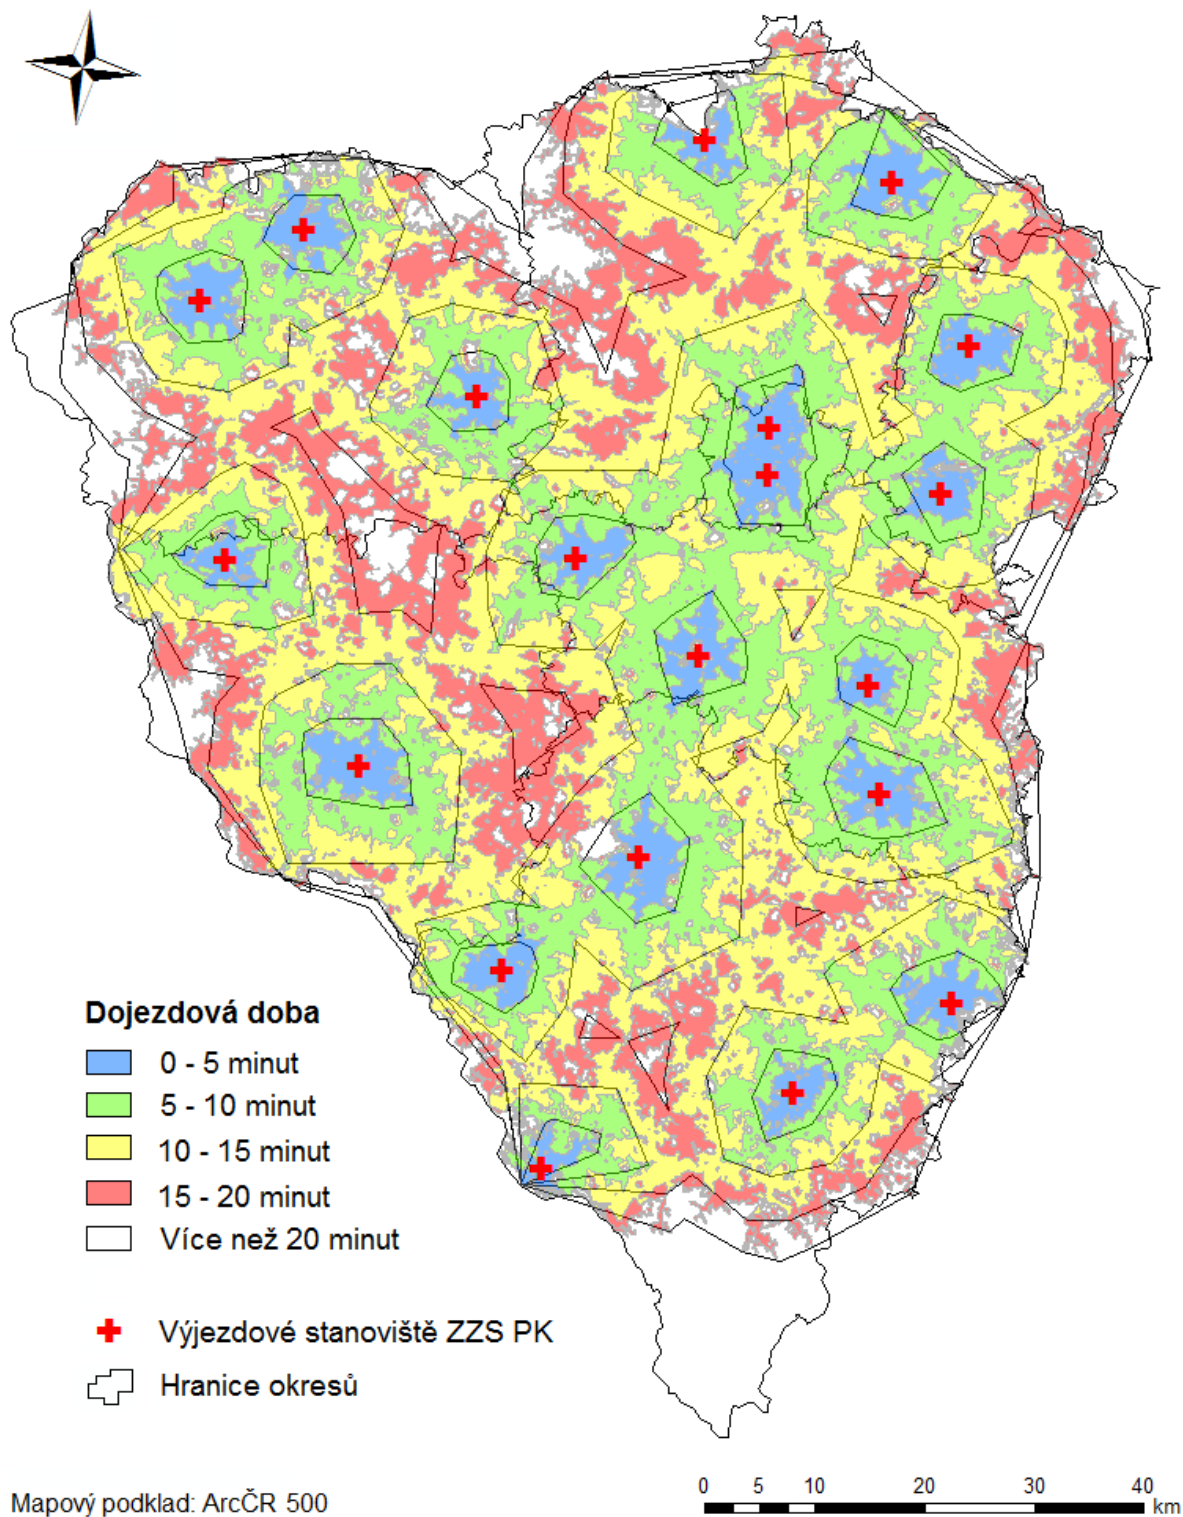 Dojezdová doba
0 - 5 minut
5 - 10 minut
10 - 15 minut
15 - 20 minut
Více než 20 minut
Výjezdové stanoviště ZZS PK
Hranice okresů
Mapový podklad: ArcČR 500
0 5 10 20 30 40
km